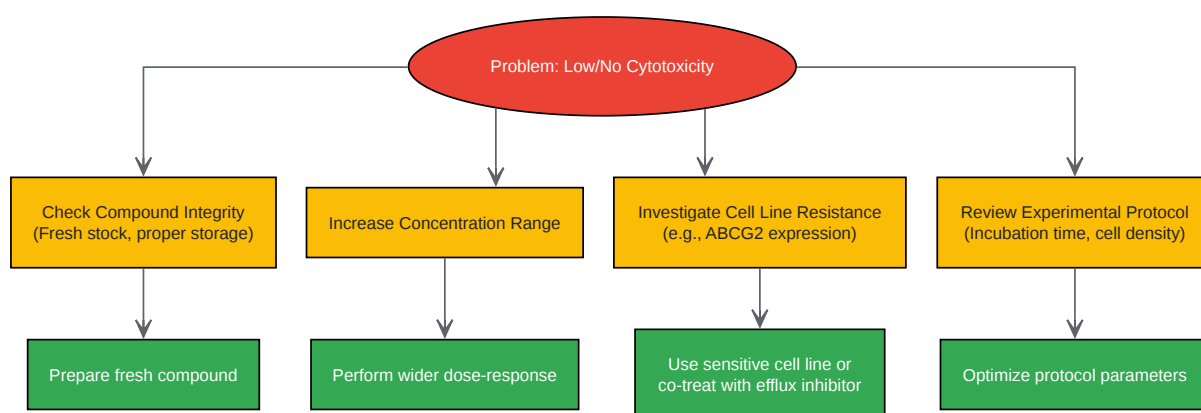 Problem: Low/No Cytotoxicity
Check Compound Integrity
(Fresh stock, proper storage)
Increase Concentration Range
Investigate Cell Line Resistance
(e.g., ABCG2 expression)
Review Experimental Protocol
(Incubation time, cell density)
Prepare fresh compound
Perform wider dose-response
Use sensitive cell line or
co-treat with efflux inhibitor
Optimize protocol parameters